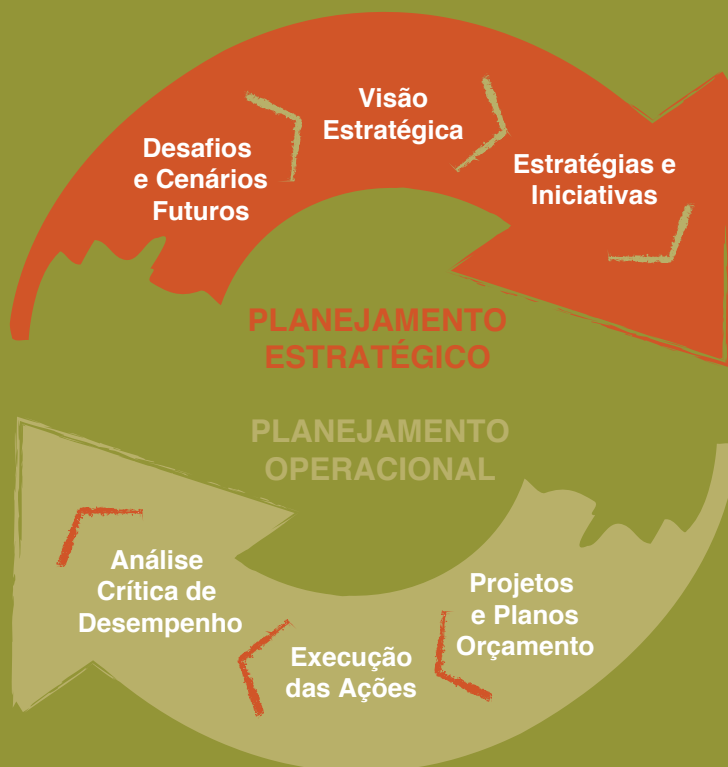 Desafios
e Cenários
Futuros
Visão
Estratégica
Estratégias e
Iniciativas
PLANEJAMENTO
ESTRATÉGICO
PLANEJAMENTO
OPERACIONAL
Projetos
e Planos
Orçamento
Execução
das Ações
Análise
Crítica de
Desempenho